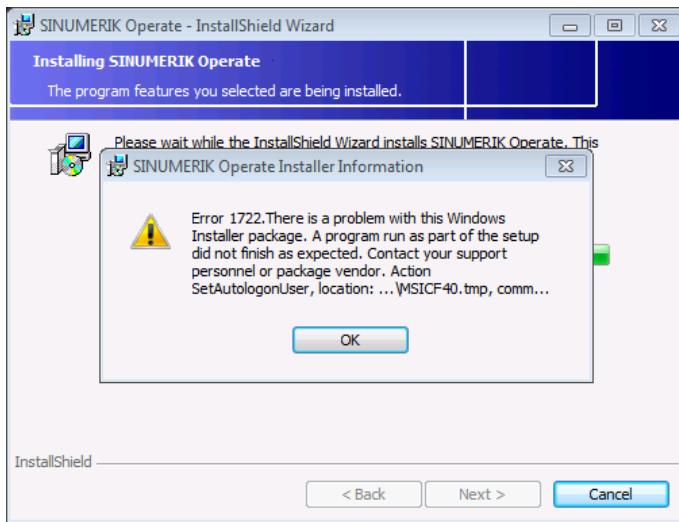 SINUMERIK Operate - InstallShield Wizard
Installing SINUMERIK Operate
The program features you selected are being installed.
Please wait while the InstallShield Wizard installs SINUMERIK Operate. This
SINUMERIK Operate Installer Information
Error 1722.There is a problem with this Windows
Installer package. A program run as part of the setup
did not finish as expected. Contact your support
personnel or package vendor. Action
SetAutologonUser, location: ...\MSICF40.tmp, comm...
OK
InstallShield
< Back
Next >
Cancel